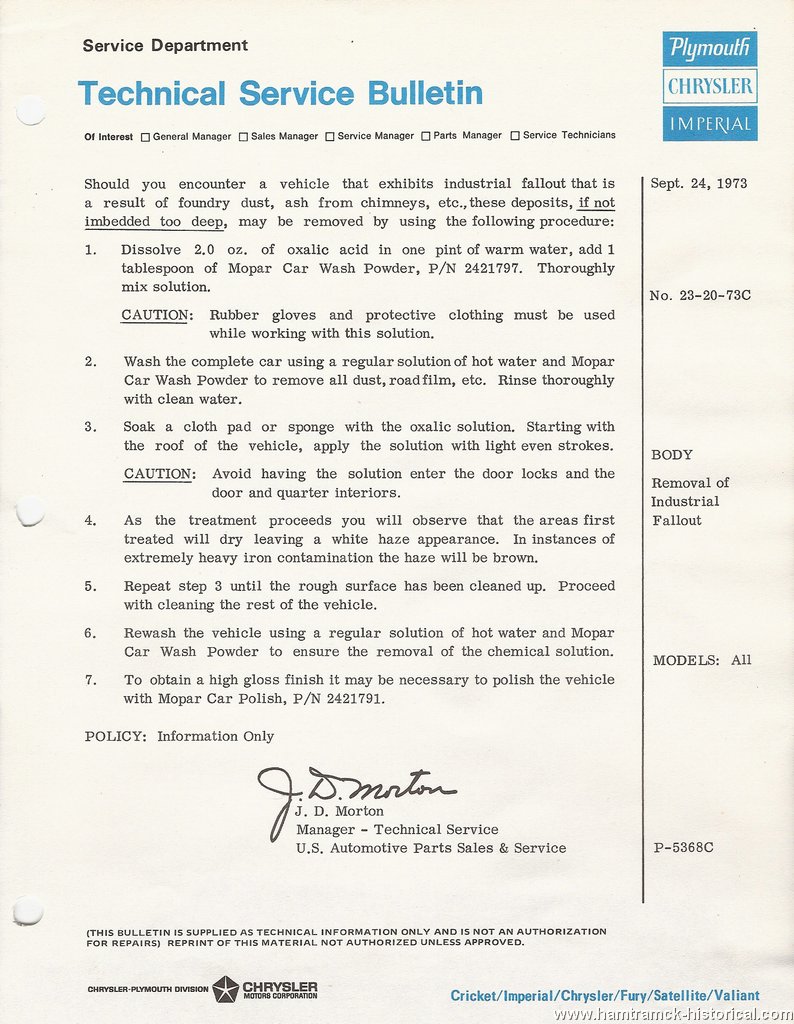 Service Department
Technical Service Bulletin
Plymouth
CHRYSLER
IMPERIAL
Of Interest □ General Manager □ Sales Manager □ Service Manager □ Parts Manager □ Service Technicians
Should you encounter a vehicle that exhibits industrial fallout that is
a result of foundry dust, ash from chimneys, etc., these deposits, if not
imbedded too deep, may be removed by using the following procedure:
1. Dissolve 2.0 oz. of oxalic acid in one pint of warm water, add 1
tablespoon of Mopar Car Wash Powder, P/N 2421797. Thoroughly
mix solution.
CAUTION: Rubber gloves and protective clothing must be used
while working with this solution.
2. Wash the complete car using a regular solution of hot water and Mopar
Car Wash Powder to remove all dust, road film, etc. Rinse thoroughly
with clean water.
3. Soak a cloth pad or sponge with the oxalic solution. Starting with
the roof of the vehicle, apply the solution with light even strokes.
CAUTION: Avoid having the solution enter the door locks and the
door and quarter interiors.
4. As the treatment proceeds you will observe that the areas first
treated will dry leaving a white haze appearance. In instances of
extremely heavy iron contamination the haze will be brown.
5. Repeat step 3 until the rough surface has been cleaned up. Proceed
with cleaning the rest of the vehicle.
6. Rewash the vehicle using a regular solution of hot water and Mopar
Car Wash Powder to ensure the removal of the chemical solution.
7. To obtain a high gloss finish it may be necessary to polish the vehicle
with Mopar Car Polish, P/N 2421791.
POLICY: Information Only
J. D. Morton
J. D. Morton
Manager - Technical Service
U.S. Automotive Parts Sales & Service
Sept. 24, 1973
No. 23-20-73C
BODY
Removal of
Industrial
Fallout
MODELS: All
P-5368C
(THIS BULLETIN IS SUPPLIED AS TECHNICAL INFORMATION ONLY AND IS NOT AN AUTHORIZATION
FOR REPAIRS) REPRINT OF THIS MATERIAL NOT AUTHORIZED UNLESS APPROVED.
CHRYSLER-PLYMOUTH DIVISION
CHRYSLER
MOTORS CORPORATION
Cricket/Imperial/Chrysler/Fury/Satellite/Valiant
www.hamtramck-historical.com